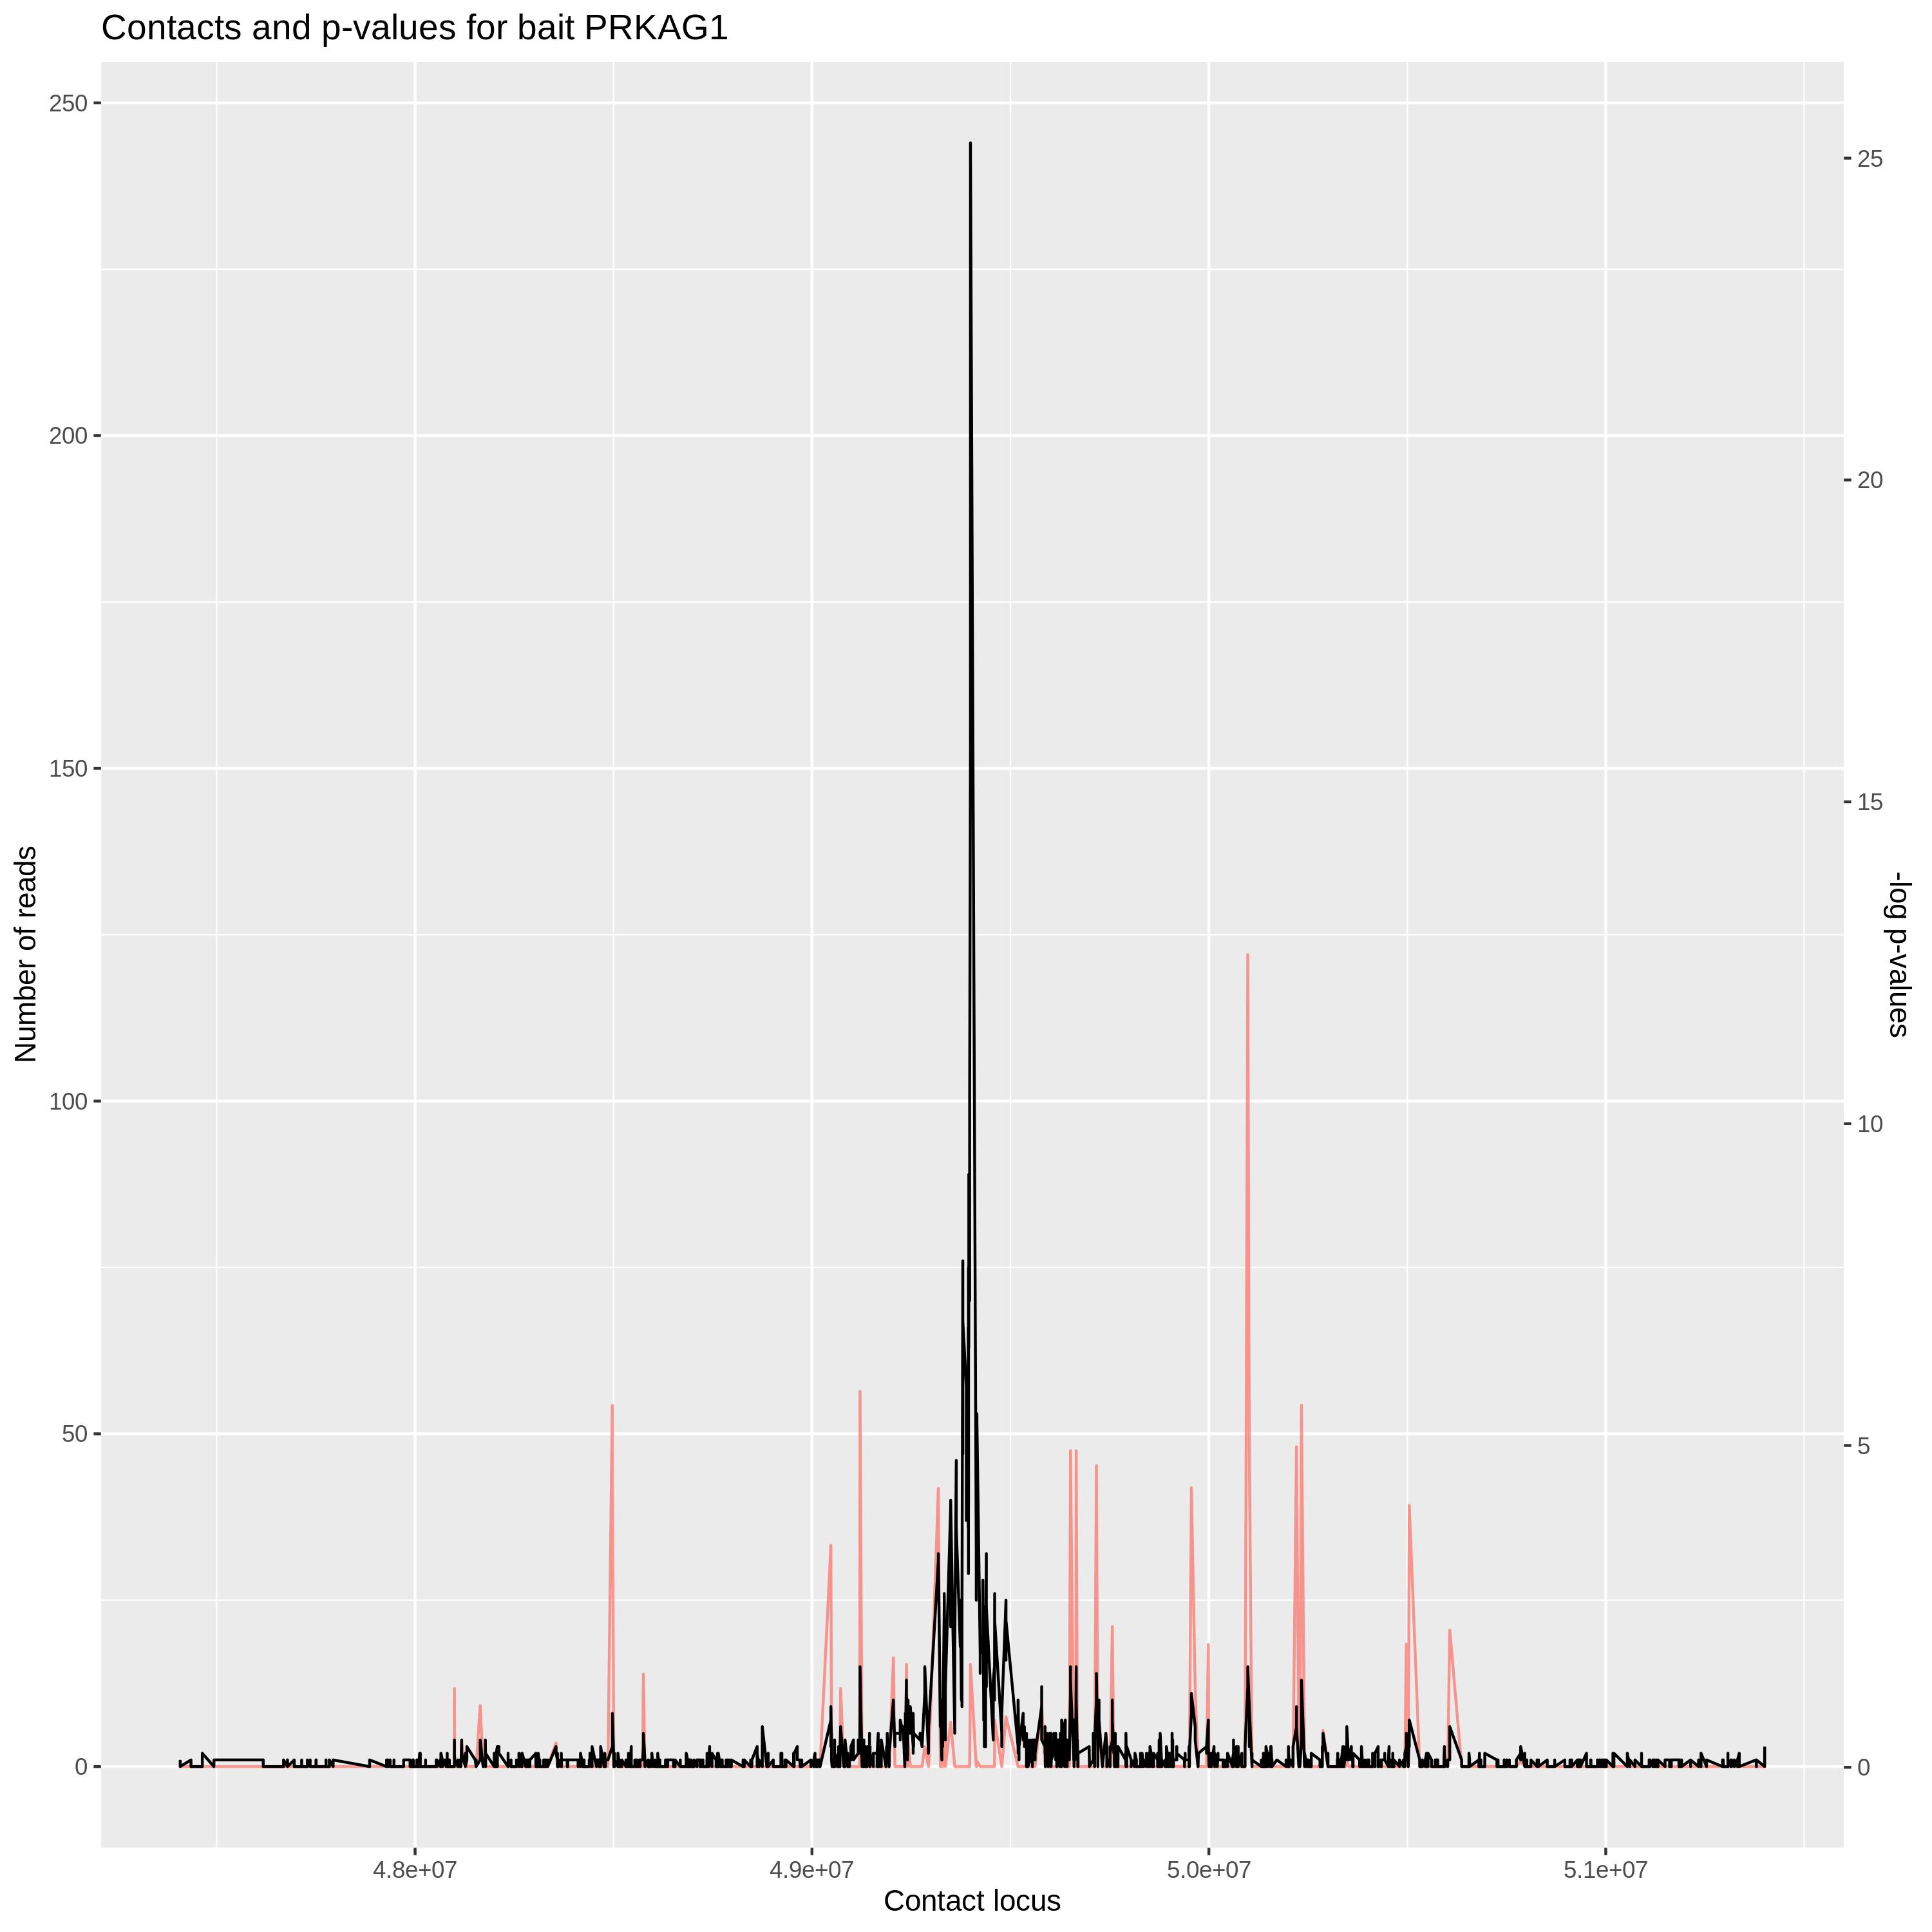 Contacts and p-values for bait PRKAG1
250
200
150
100
50
0
Number of reads
25
20
15
10
5
0
-log p-values
4.8e+07
4.9e+07
5.0e+07
5.1e+07
Contact locus